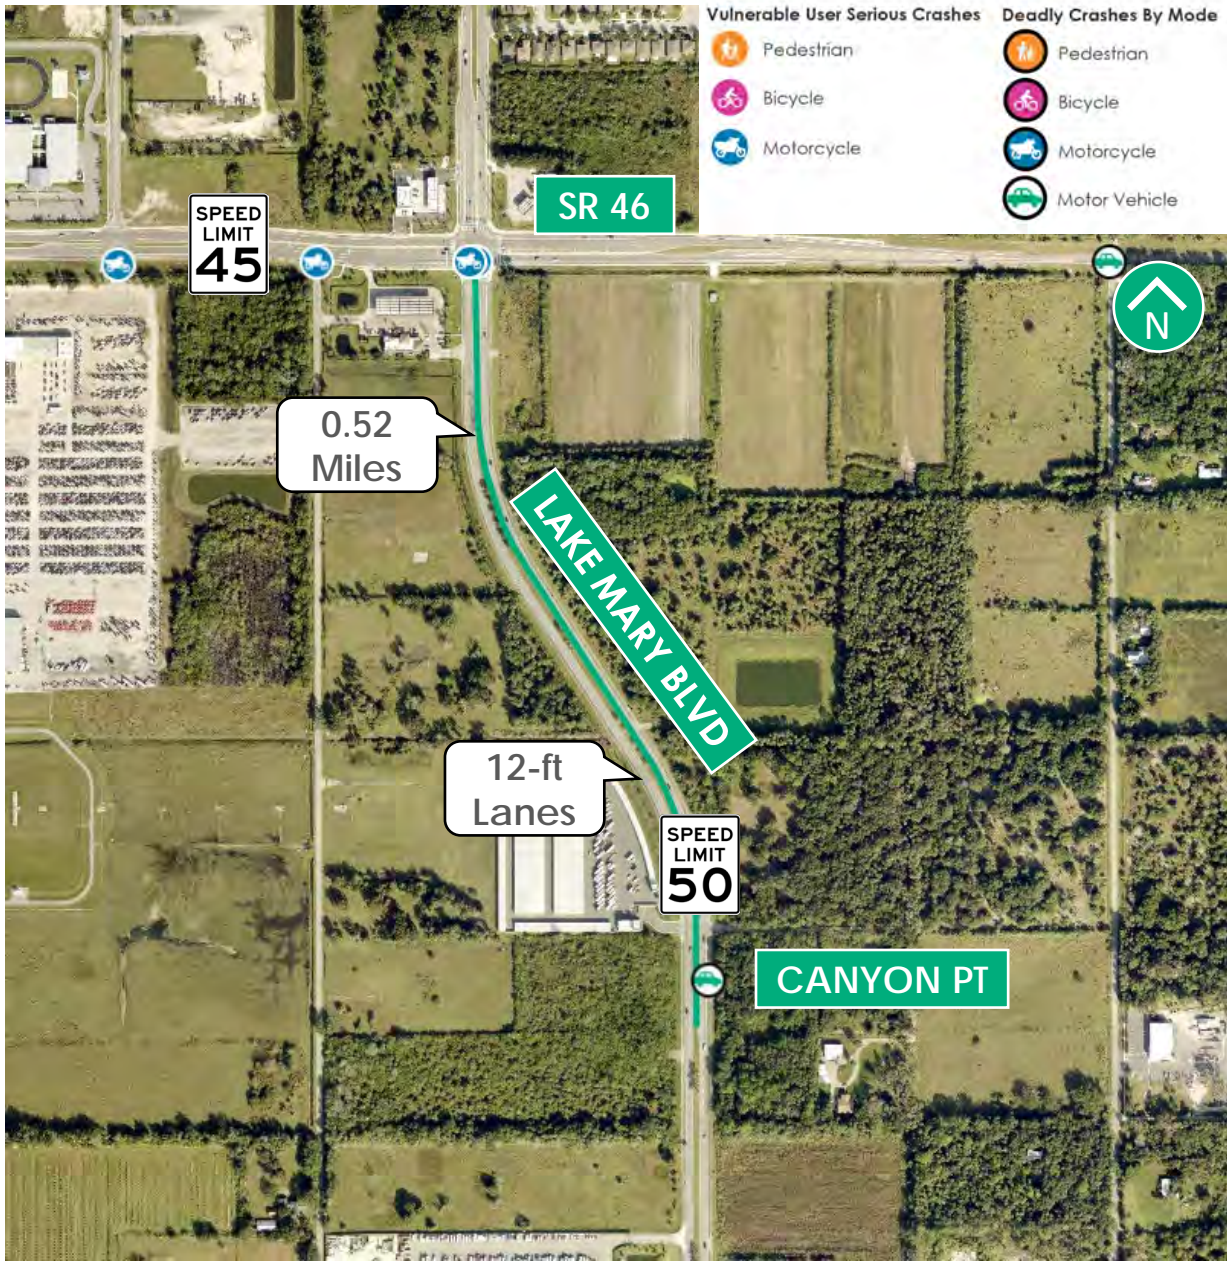 Vulnerable User Serious Crashes
Pedestrian
Bicycle
Motorcycle
Deadly Crashes By Mode
Pedestrian
Bicycle
Motorcycle
Motor Vehicle
SR 46
SPEED
LIMIT
45
N
0.52
Miles
LAKE MARY BLVD
12-ft
Lanes
SPEED
LIMIT
50
CANYON PT